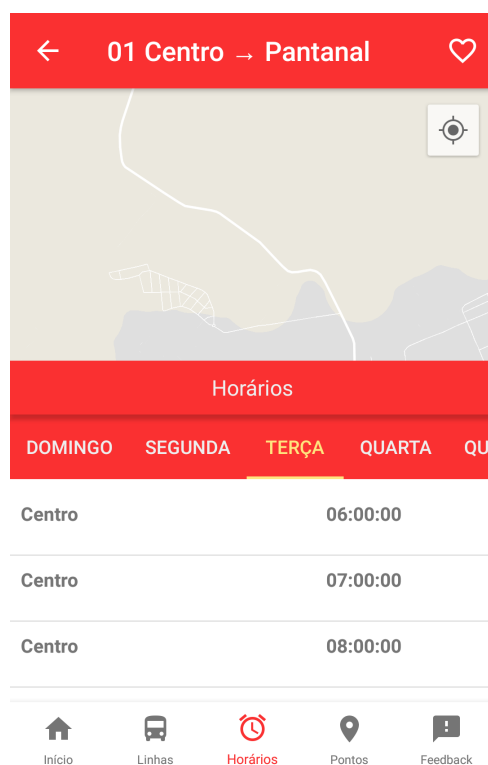 01 Centro → Pantanal
Horários
DOMINGO SEGUNDA TERÇA QUARTA QU
Centro 06:00:00
Centro 07:00:00
Centro 08:00:00
Início Linhas Horários Pontos Feedback